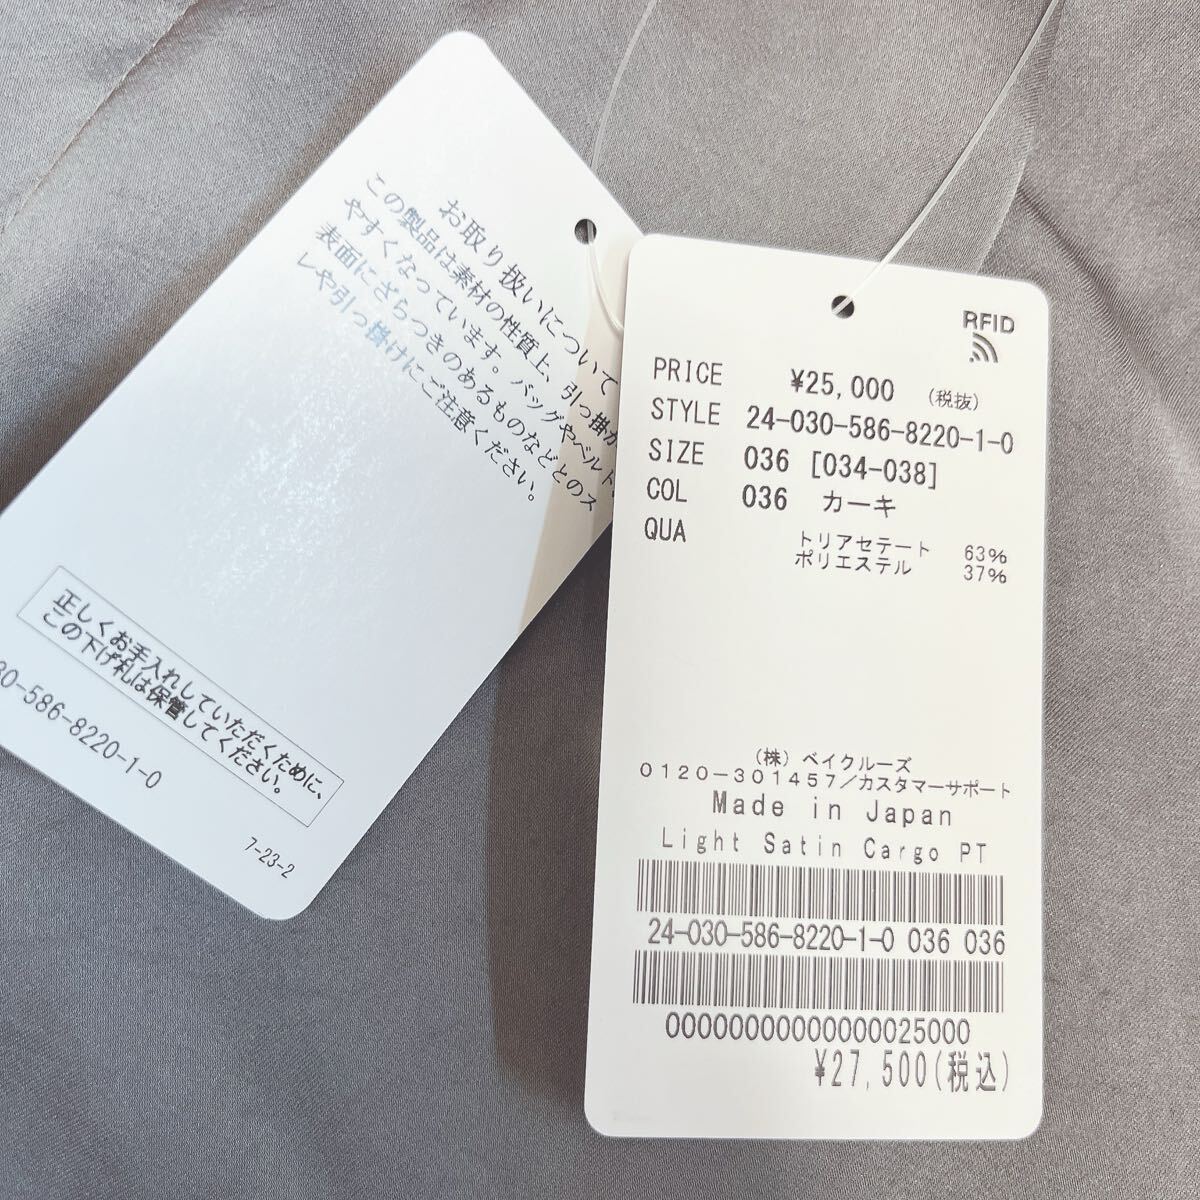 お取り扱いについて
この製品は素材の性質上、引っ掛か
やすくなっています。バッグやベルト
表面にざらつきのあるものなどとのス
レや引っ掛けにご注意ください。
正しくお手入れしていただくために、
この下げ札は保管してください。
30-586-8220-1-0
7-23-2
RFID
PRICE ¥25,000 (税抜)
STYLE 24-030-586-8220-1-0
SIZE 036 [034-038]
COL 036 カーキ
QUA トリアセテート 63%
ポリエステル 37%
(株) ベイクルーズ
0120-301457/カスタマーサポート
Made in Japan
Light Satin Cargo PT
24-030-586-8220-1-0 036 036
00000000000000025000
¥27,500(税込)